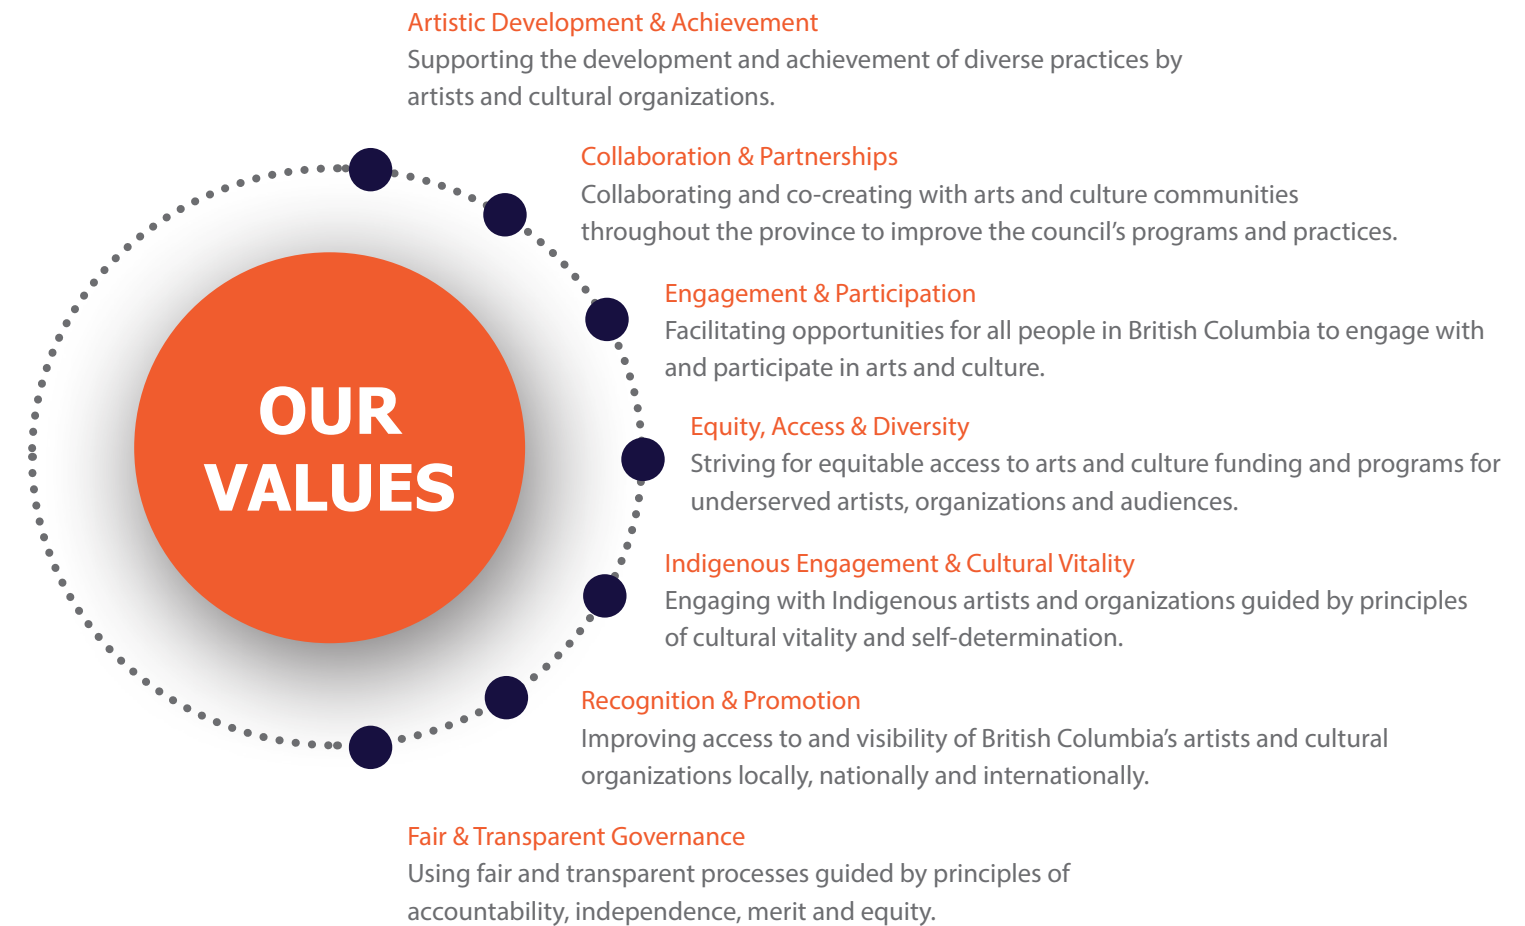 Artistic Development & Achievement
Supporting the development and achievement of diverse practices by
artists and cultural organizations.
Collaboration & Partnerships
Collaborating and co-creating with arts and culture communities
throughout the province to improve the council’s programs and practices.
Engagement & Participation
Facilitating opportunities for all people in British Columbia to engage with
and participate in arts and culture.
OUR
VALUES
Equity, Access & Diversity
Striving for equitable access to arts and culture funding and programs for
underserved artists, organizations and audiences.
Indigenous Engagement & Cultural Vitality
Engaging with Indigenous artists and organizations guided by principles
of cultural vitality and self-determination.
Recognition & Promotion
Improving access to and visibility of British Columbia’s artists and cultural
organizations locally, nationally and internationally.
Fair & Transparent Governance
Using fair and transparent processes guided by principles of
accountability, independence, merit and equity.